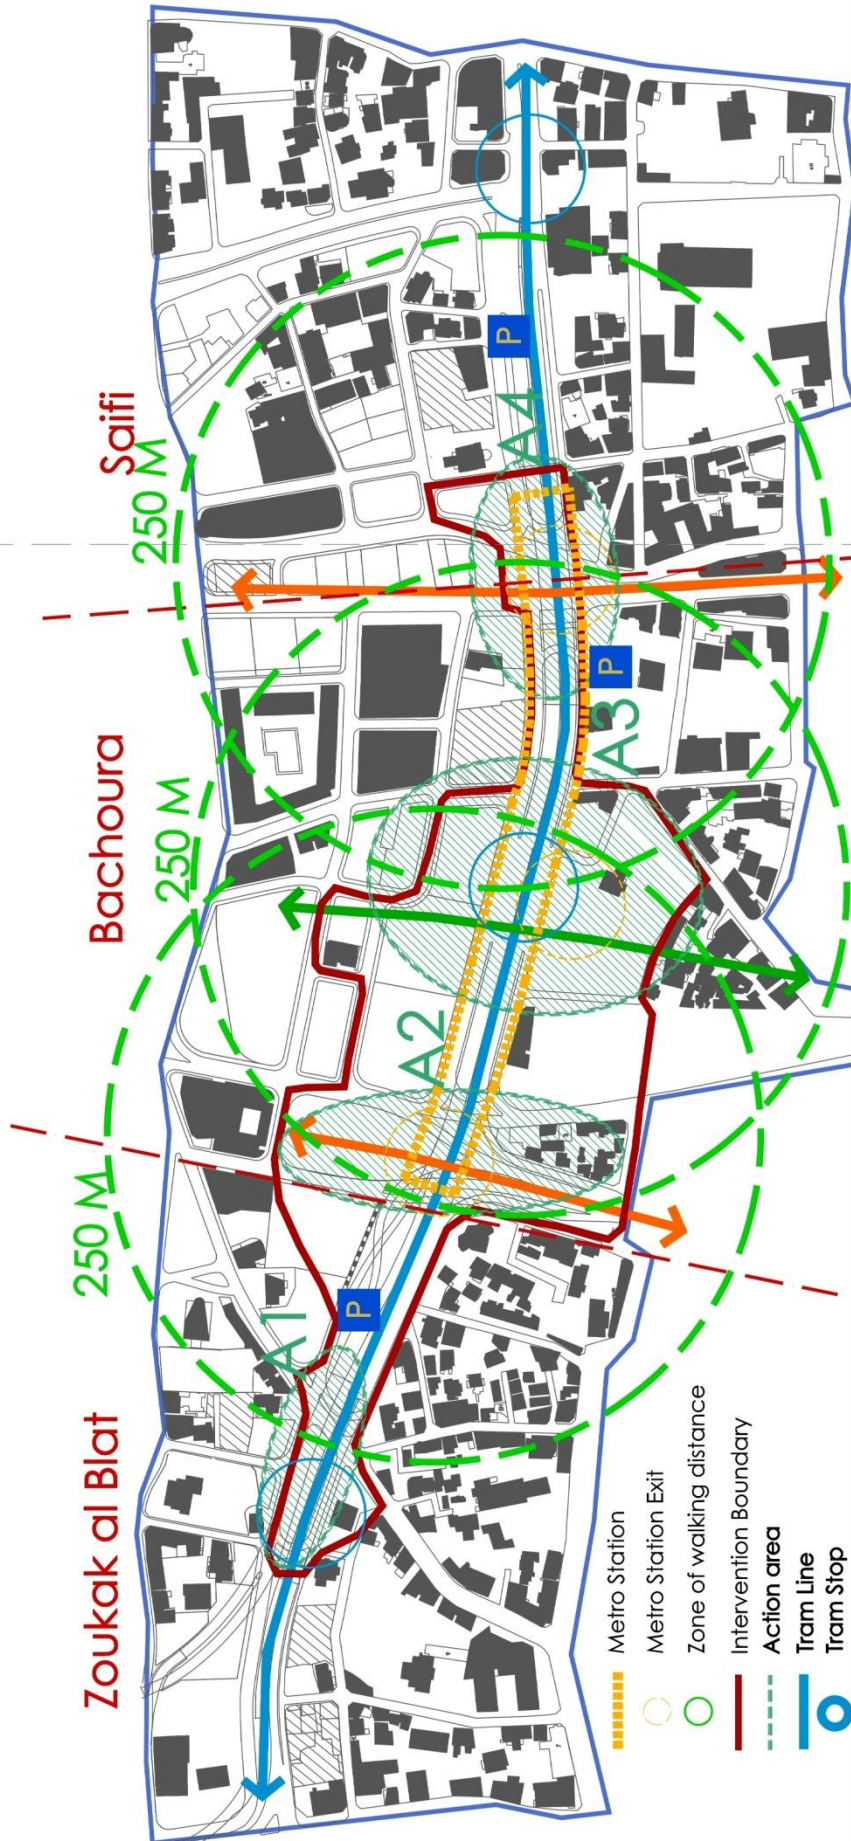 Zoukak al Blat
Bachoura
Saifi
250 M
250 M
250 M
A1
P
A2
A3
P
A4
P
Metro Station
Metro Station Exit
Zone of walking distance
Intervention Boundary
Action area
Tram Line
Tram Stop